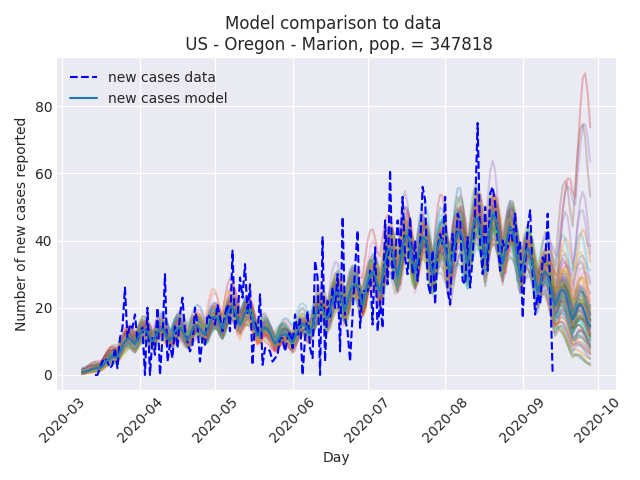 Model comparison to data
US - Oregon - Marion, pop. = 347818
new cases data
new cases model
Number of new cases reported
80
60
40
20
0
2020-03
2020-04
2020-05
2020-06
2020-07
2020-08
2020-09
2020-10
Day